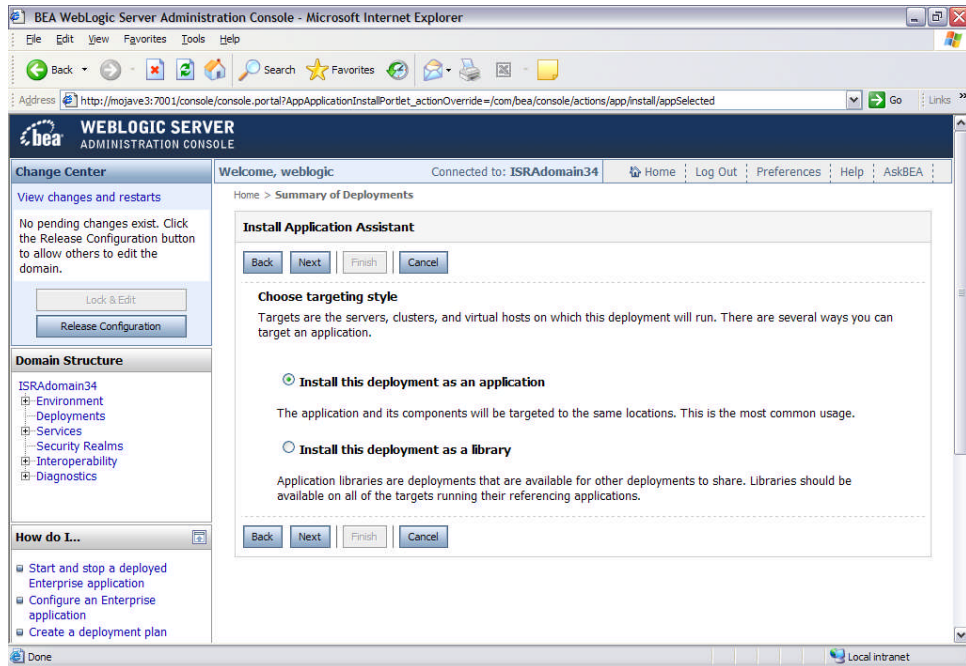 BEA WebLogic Server Administration Console - Microsoft Internet Explorer
File Edit View Favorites Tools Help
Back Search Favorites
Address http://mojave3:7001/console/console.portal?AppApplicationInstallPortlet_actionOverride=/com/bea/console/actions/app/install/appSelected Go Links »
bea WEBLOGIC SERVER
ADMINISTRATION CONSOLE
Change Center
View changes and restarts
No pending changes exist. Click
the Release Configuration button
to allow others to edit the
domain.
Lock & Edit
Release Configuration
Domain Structure
ISRAdomain34
Environment
Deployments
Services
Security Realms
Interoperability
Diagnostics
How do I...
Start and stop a deployed
Enterprise application
Configure an Enterprise
application
Create a deployment plan
Welcome, weblogic Connected to: ISRAdomain34 Home Log Out Preferences Help AskBEA
Home > Summary of Deployments
Install Application Assistant
Back Next Finish Cancel
Choose targeting style
Targets are the servers, clusters, and virtual hosts on which this deployment will run. There are several ways you can
target an application.
Install this deployment as an application
The application and its components will be targeted to the same locations. This is the most common usage.
Install this deployment as a library
Application libraries are deployments that are available for other deployments to share. Libraries should be
available on all of the targets running their referencing applications.
Back Next Finish Cancel
Done Local intranet